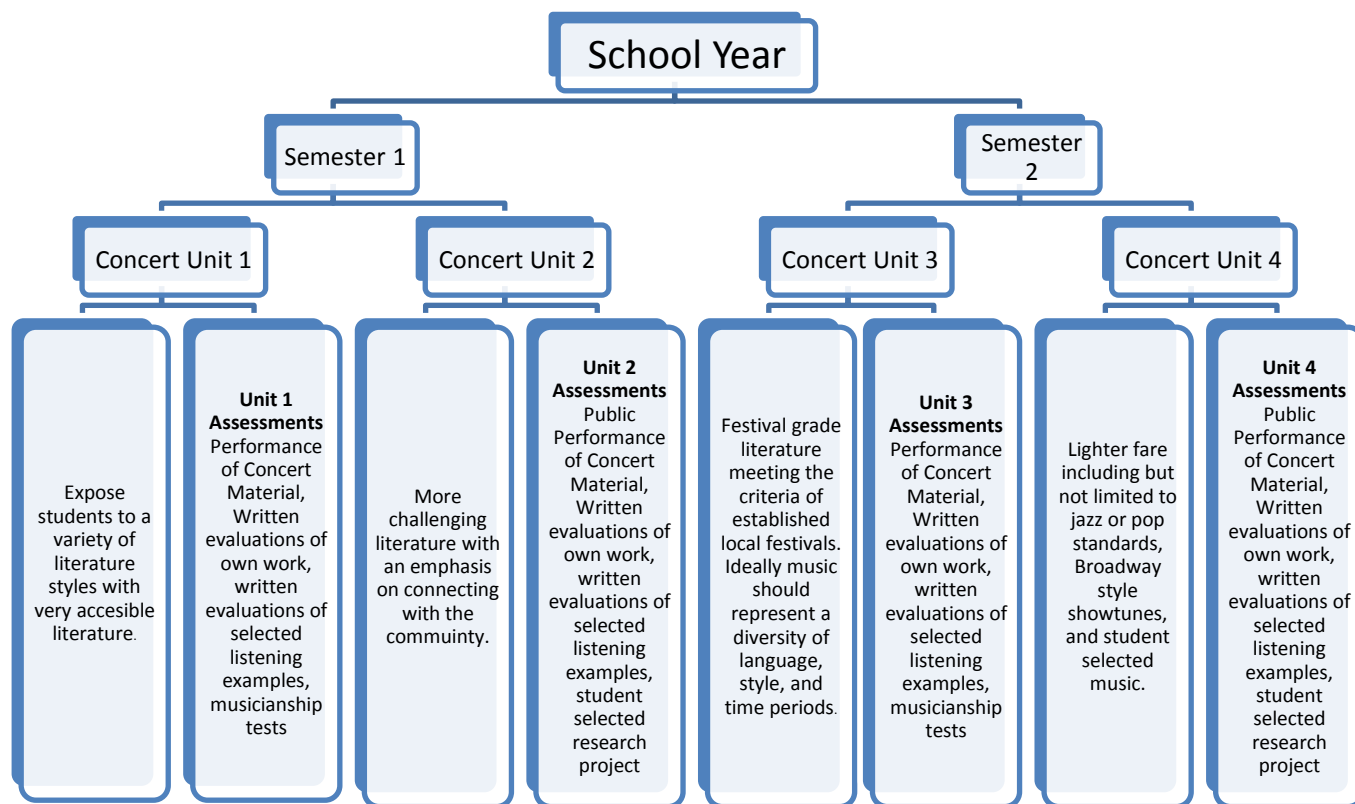 School Year
Semester 1
Semester
2
Concert Unit 1
Concert Unit 2
Concert Unit 3
Concert Unit 4
Expose
students to a
variety of
literature
styles with
very accesible
literature.
Unit 1
Assessments
Performance
of Concert
Material,
Written
evaluations of
own work,
written
evaluations of
selected
listening
examples,
musicianship
tests
More
challenging
literature with
an emphasis
on connecting
with the
commuinty.
Unit 2
Assessments
Public
Performance
of Concert
Material,
Written
evaluations of
own work,
written
evaluations of
selected
listening
examples,
student
selected
research
project
Festival grade
literature
meeting the
criteria of
established
local festivals.
Ideally music
should
represent a
diversity of
language,
style, and
time periods.
Unit 3
Assessments
Performance
of Concert
Material,
Written
evaluations of
own work,
written
evaluations of
selected
listening
examples,
musicianship
tests
Lighter fare
including but
not limited to
jazz or pop
standards,
Broadway
style
showtunes,
and student
selected
music.
Unit 4
Assessments
Public
Performance
of Concert
Material,
Written
evaluations of
own work,
written
evaluations of
selected
listening
examples,
student
selected
research
project